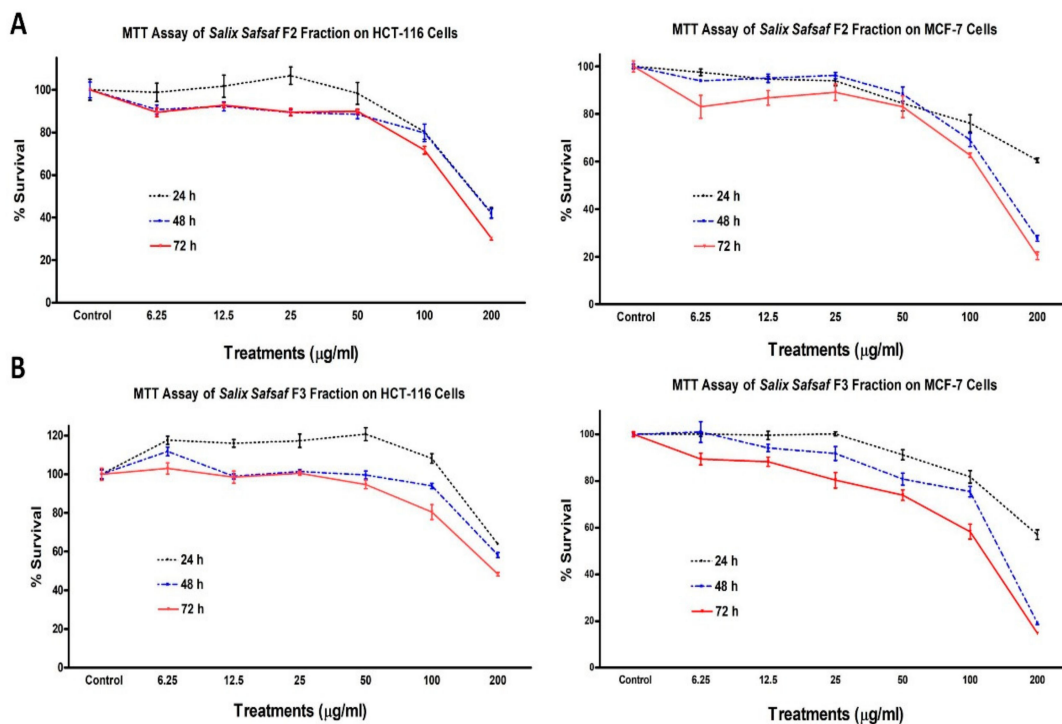 A
MTT Assay of Salix Safsaf F2 Fraction on HCT-116 Cells
% Survival
100
80
60
40
20
0
24 h
48 h
72 h
Control 6.25 12.5 25 50 100 200
Treatments (µg/ml)
MTT Assay of Salix Safsaf F2 Fraction on MCF-7 Cells
% Survival
100
80
60
40
20
0
24 h
48 h
72 h
Control 6.25 12.5 25 50 100 200
Treatments (µg/ml)
B
MTT Assay of Salix Safsaf F3 Fraction on HCT-116 Cells
% Survival
120
100
80
60
40
20
0
24 h
48 h
72 h
Control 6.25 12.5 25 50 100 200
Treatments (µg/ml)
MTT Assay of Salix Safsaf F3 Fraction on MCF-7 Cells
% Survival
100
80
60
40
20
0
24 h
48 h
72 h
Control 6.25 12.5 25 50 100 200
Treatments (µg/ml)